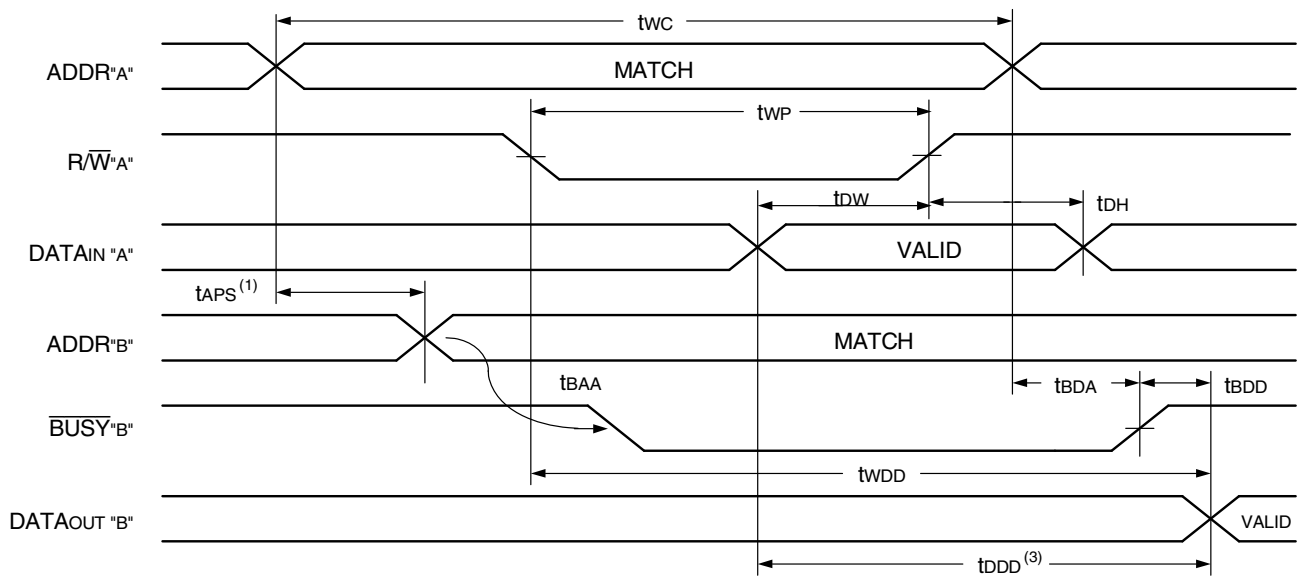 tWC
ADDR"A" MATCH
tWP
R/W̅"A"
tDW tDH
DATAIN "A" VALID
tAPS(1)
ADDR"B" MATCH
tBAA tBDA tBDD
B̅U̅S̅Y̅"B"
tWDD
DATAOUT "B" VALID
tDDD(3)